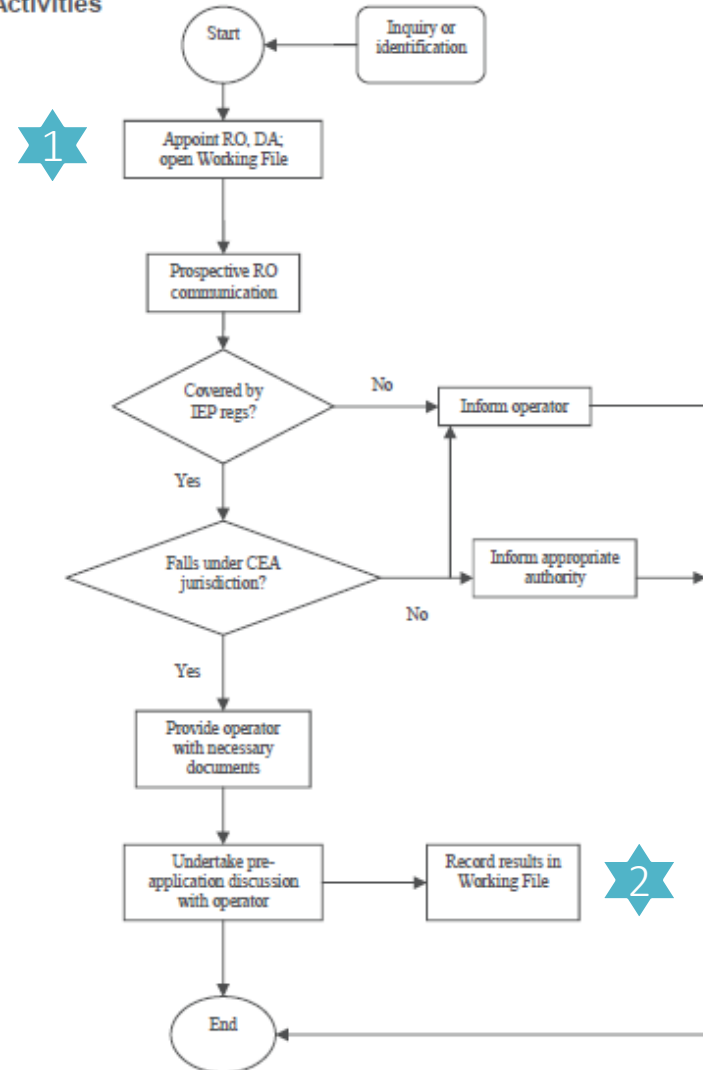 Activities
Start
Inquiry or
identification
1
Appoint RO, DA;
open Working File
Prospective RO
communication
Covered by
IEP regs?
No
Inform operator
Yes
Falls under CEA
jurisdiction?
Inform appropriate
authority
No
Yes
Provide operator
with necessary
documents
Undertake pre-
application discussion
with operator
Record results in
Working File
2
End